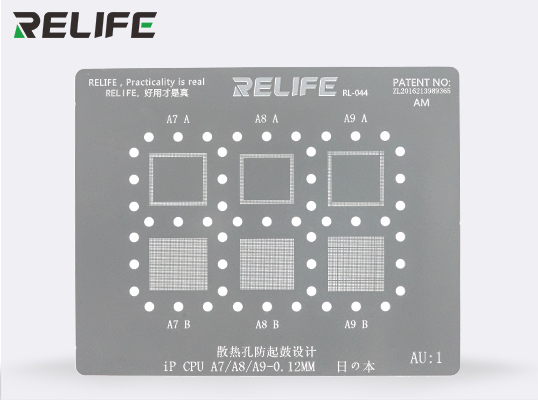 RELIFE
RELIFE, Practicality is real
RELIFE, 好用才是真
RELIFE RL-044
PATENT NO:
ZL2016213989365
AM
A7 A A8 A A9 A
A7 B A8 B A9 B
散热孔防起鼓设计
iP CPU A7/A8/A9-0.12MM 日の本
AU:1